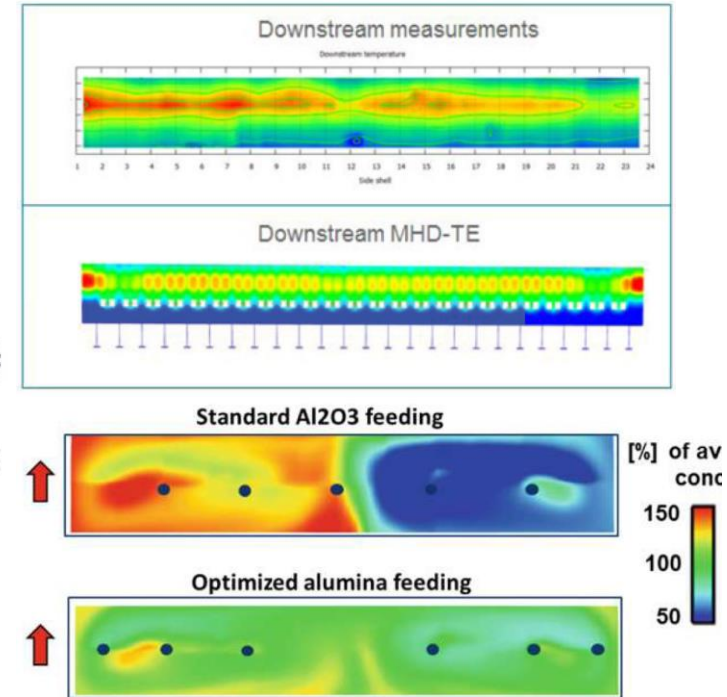 Downstream measurements
Downstream temperature
1 2 3 4 5 6 7 8 9 10 11 12 13 14 15 16 17 18 19 20 21 22 23 24
Side shell
Downstream MHD-TE
Standard Al2O3 feeding
[%] of av
conc
150
100
50
Optimized alumina feeding